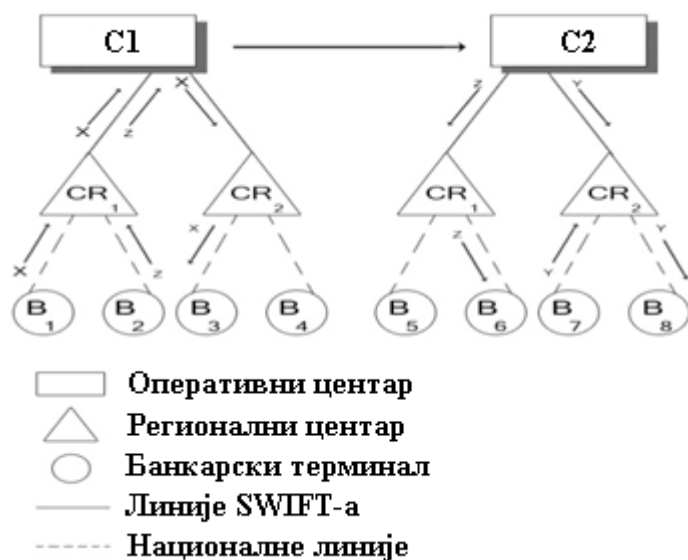 C1 C2
X Z X Z Y
CR1 CR2 CR1 CR2
X Z X Z Y Y
B1 B2 B3 B4 B5 B6 B7 B8
Оперативни центар
Регионални центар
Банкарски терминал
Линије SWIFT-а
Националне линије